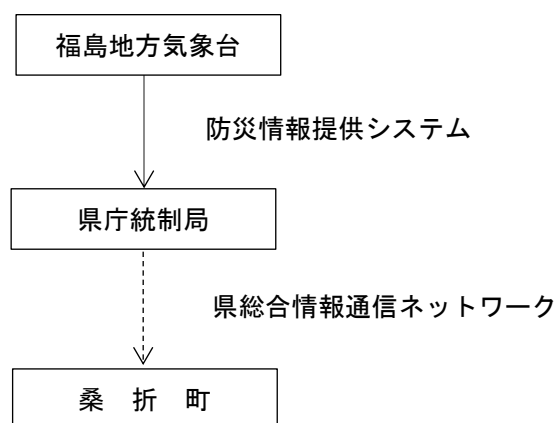 福島地方気象台
防災情報提供システム
県庁統制局
県総合情報通信ネットワーク
桑　折　町